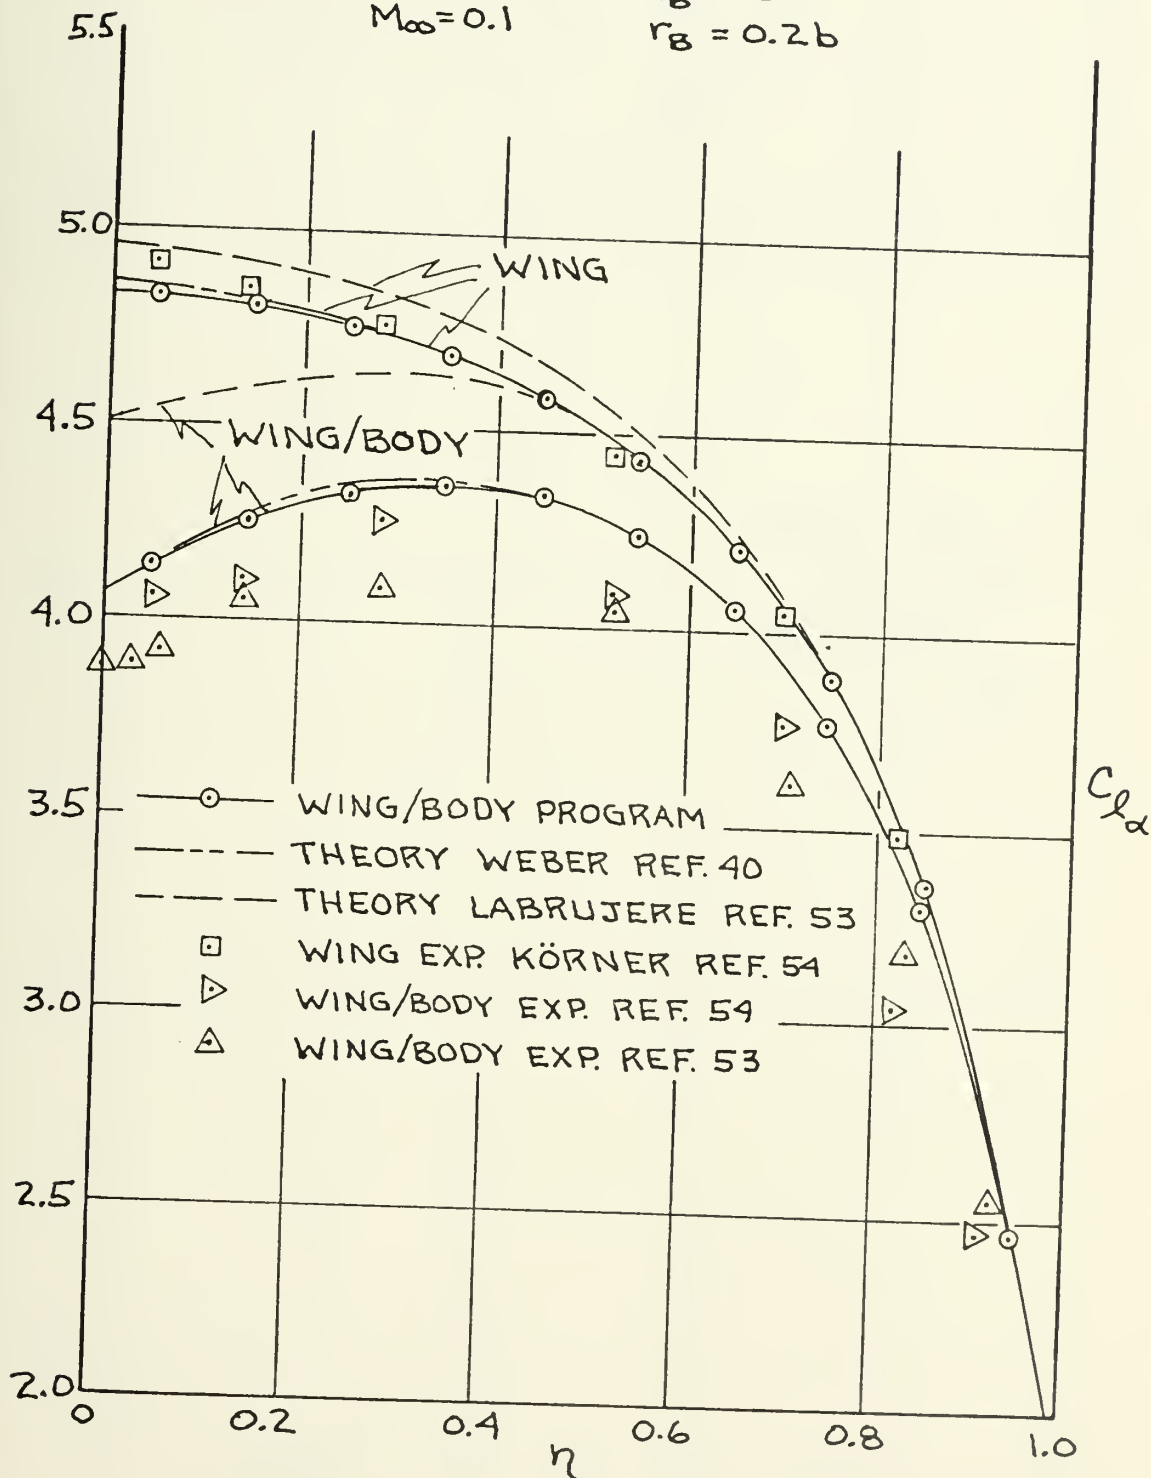 M∞ = 0.1
r_B = 0.2b
5.5
5.0
4.5
4.0
3.5
3.0
2.5
2.0
WING
WING/BODY
C_lα
WING/BODY PROGRAM
THEORY WEBER REF. 40
THEORY LABRUJERE REF. 53
WING EXP. KÖRNER REF. 54
WING/BODY EXP. REF. 54
WING/BODY EXP. REF. 53
0
0.2
0.4
0.6
0.8
1.0
η